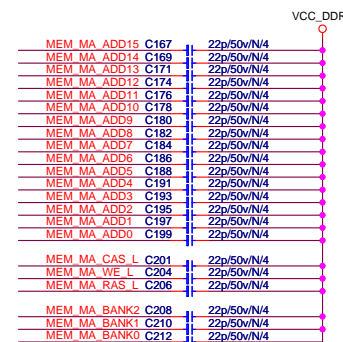 VCC_DDR
MEM_MA_ADD15 C167 22p/50v/N/4
MEM_MA_ADD14 C169 22p/50v/N/4
MEM_MA_ADD13 C171 22p/50v/N/4
MEM_MA_ADD12 C174 22p/50v/N/4
MEM_MA_ADD11 C176 22p/50v/N/4
MEM_MA_ADD10 C178 22p/50v/N/4
MEM_MA_ADD9 C180 22p/50v/N/4
MEM_MA_ADD8 C182 22p/50v/N/4
MEM_MA_ADD7 C184 22p/50v/N/4
MEM_MA_ADD6 C186 22p/50v/N/4
MEM_MA_ADD5 C188 22p/50v/N/4
MEM_MA_ADD4 C191 22p/50v/N/4
MEM_MA_ADD3 C193 22p/50v/N/4
MEM_MA_ADD2 C195 22p/50v/N/4
MEM_MA_ADD1 C197 22p/50v/N/4
MEM_MA_ADD0 C199 22p/50v/N/4
MEM_MA_CAS_L C201 22p/50v/N/4
MEM_MA_WE_L C204 22p/50v/N/4
MEM_MA_RAS_L C206 22p/50v/N/4
MEM_MA_BANK2 C208 22p/50v/N/4
MEM_MA_BANK1 C210 22p/50v/N/4
MEM_MA_BANK0 C212 22p/50v/N/4